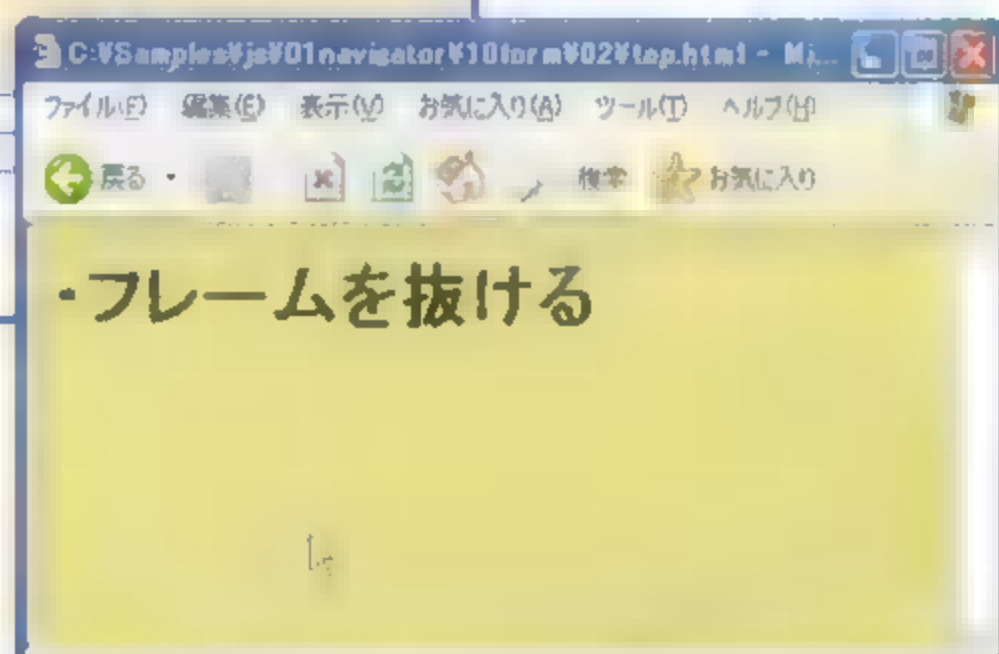 C:¥Samples¥js¥01navigator¥10form¥02¥top.html - Mi...
ファイル(F) 編集(E) 表示(V) お気に入り(A) ツール(T) ヘルプ(H)
戻る 検索 お気に入り
・フレームを抜ける